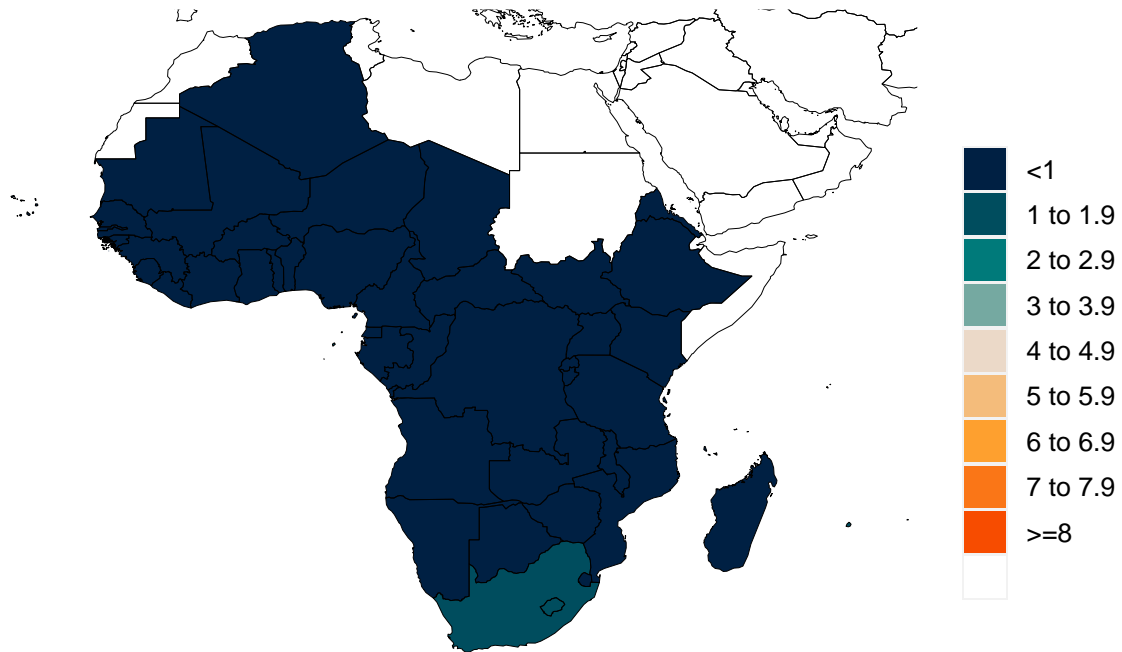 <1
1 to 1.9
2 to 2.9
3 to 3.9
4 to 4.9
5 to 5.9
6 to 6.9
7 to 7.9
>=8